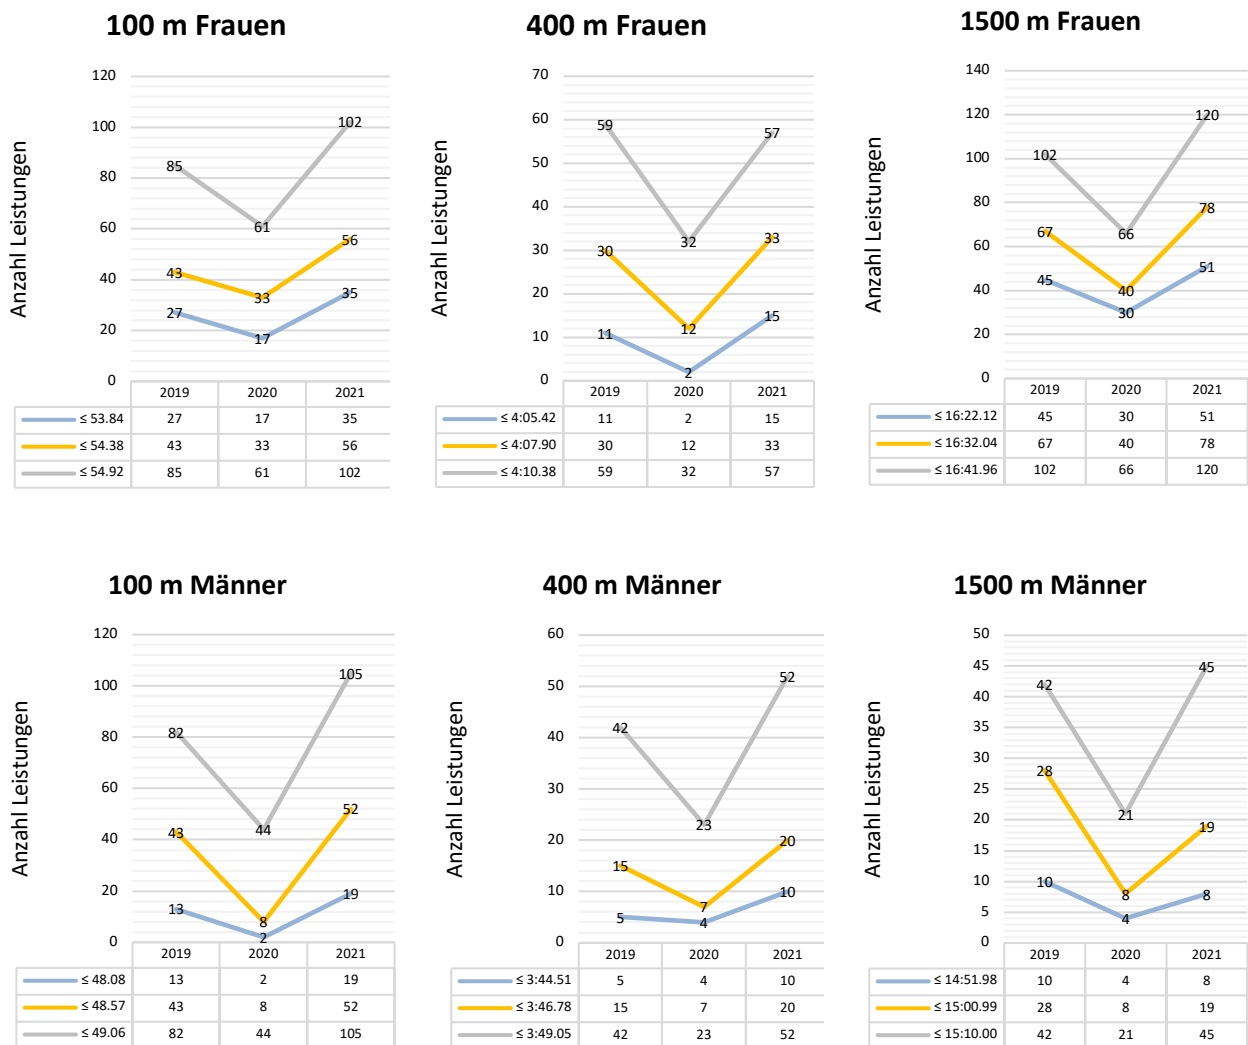 100 m Frauen
Anzahl Leistungen
120
100
80
60
40
20
0
85
61
102
43
33
56
27
17
35
2019 2020 2021
≤ 53.84 27 17 35
≤ 54.38 43 33 56
≤ 54.92 85 61 102
400 m Frauen
70
60
50
40
30
20
10
0
59
32
57
30
12
33
11
2
15
2019 2020 2021
≤ 4:05.42 11 2 15
≤ 4:07.90 30 12 33
≤ 4:10.38 59 32 57
Anzahl Leistungen
1500 m Frauen
140
120
100
80
60
40
20
0
102
66
120
67
40
78
45
30
51
2019 2020 2021
≤ 16:22.12 45 30 51
≤ 16:32.04 67 40 78
≤ 16:41.96 102 66 120
Anzahl Leistungen
100 m Männer
120
100
80
60
40
20
0
82
44
105
43
8
52
13
2
19
2019 2020 2021
≤ 48.08 13 2 19
≤ 48.57 43 8 52
≤ 49.06 82 44 105
Anzahl Leistungen
400 m Männer
60
50
40
30
20
10
0
42
23
52
15
7
20
5
4
10
2019 2020 2021
≤ 3:44.51 5 4 10
≤ 3:46.78 15 7 20
≤ 3:49.05 42 23 52
Anzahl Leistungen
1500 m Männer
50
45
40
35
30
25
20
15
10
5
0
42
21
45
28
8
19
10
4
8
2019 2020 2021
≤ 14:51.98 10 4 8
≤ 15:00.99 28 8 19
≤ 15:10.00 42 21 45
Anzahl Leistungen